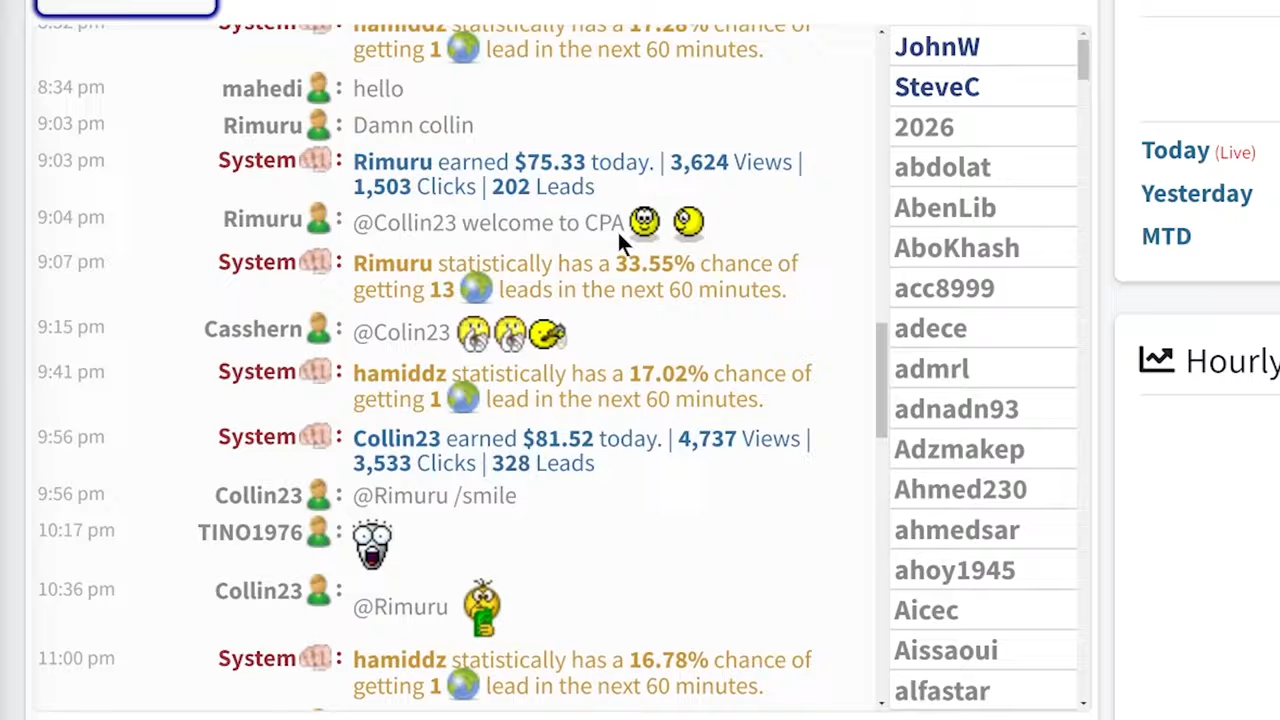 8:32 pm System : hamiddz statistically has a 17.28% chance of
getting 1 lead in the next 60 minutes.
8:34 pm mahedi : hello
9:03 pm Rimuru : Damn collin
9:03 pm System : Rimuru earned $75.33 today. | 3,624 Views |
1,503 Clicks | 202 Leads
9:04 pm Rimuru : @Collin23 welcome to CPA
9:07 pm System : Rimuru statistically has a 33.55% chance of
getting 13 leads in the next 60 minutes.
9:15 pm Casshern : @Colin23
9:41 pm System : hamiddz statistically has a 17.02% chance of
getting 1 lead in the next 60 minutes.
9:56 pm System : Collin23 earned $81.52 today. | 4,737 Views |
3,533 Clicks | 328 Leads
9:56 pm Collin23 : @Rimuru /smile
10:17 pm TINO1976 :
10:36 pm Collin23 : @Rimuru
11:00 pm System : hamiddz statistically has a 16.78% chance of
getting 1 lead in the next 60 minutes.
JohnW
SteveC
2026
abdolat
AbenLib
AboKhash
acc8999
adece
admrl
adnadn93
Adzmakep
Ahmed230
ahmedsar
ahoy1945
Aicec
Aissaoui
alfastar
Today (Live)
Yesterday
MTD
Hourly